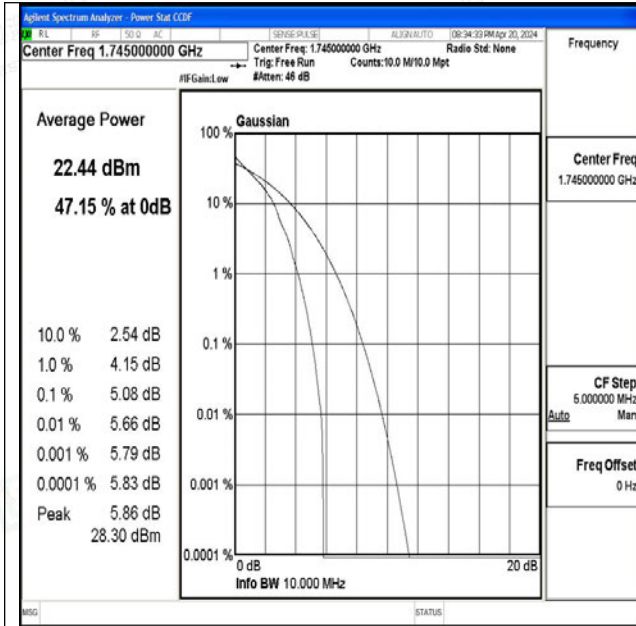 Agilent Spectrum Analyzer - Power Stat CCDF
RL RF 50 Ω AC SENSE:PULSE ALIGNAUTO 08:34:33 PM Apr 20, 2024
Center Freq 1.745000000 GHz
Center Freq: 1.745000000 GHz Radio Std: None
Trig: Free Run Counts:10.0 M/10.0 Mpt
#IFGain:Low #Atten: 46 dB
Frequency
Average Power
22.44 dBm
47.15 % at 0dB
10.0 % 2.54 dB
1.0 % 4.15 dB
0.1 % 5.08 dB
0.01 % 5.66 dB
0.001 % 5.79 dB
0.0001 % 5.83 dB
Peak 5.86 dB
28.30 dBm
Gaussian
100 %
10 %
1 %
0.1 %
0.01 %
0.001 %
0.0001 %
0 dB 20 dB
Info BW 10.000 MHz
Center Freq
1.745000000 GHz
CF Step
5.000000 MHz
Auto Man
Freq Offset
0 Hz
MSG STATUS